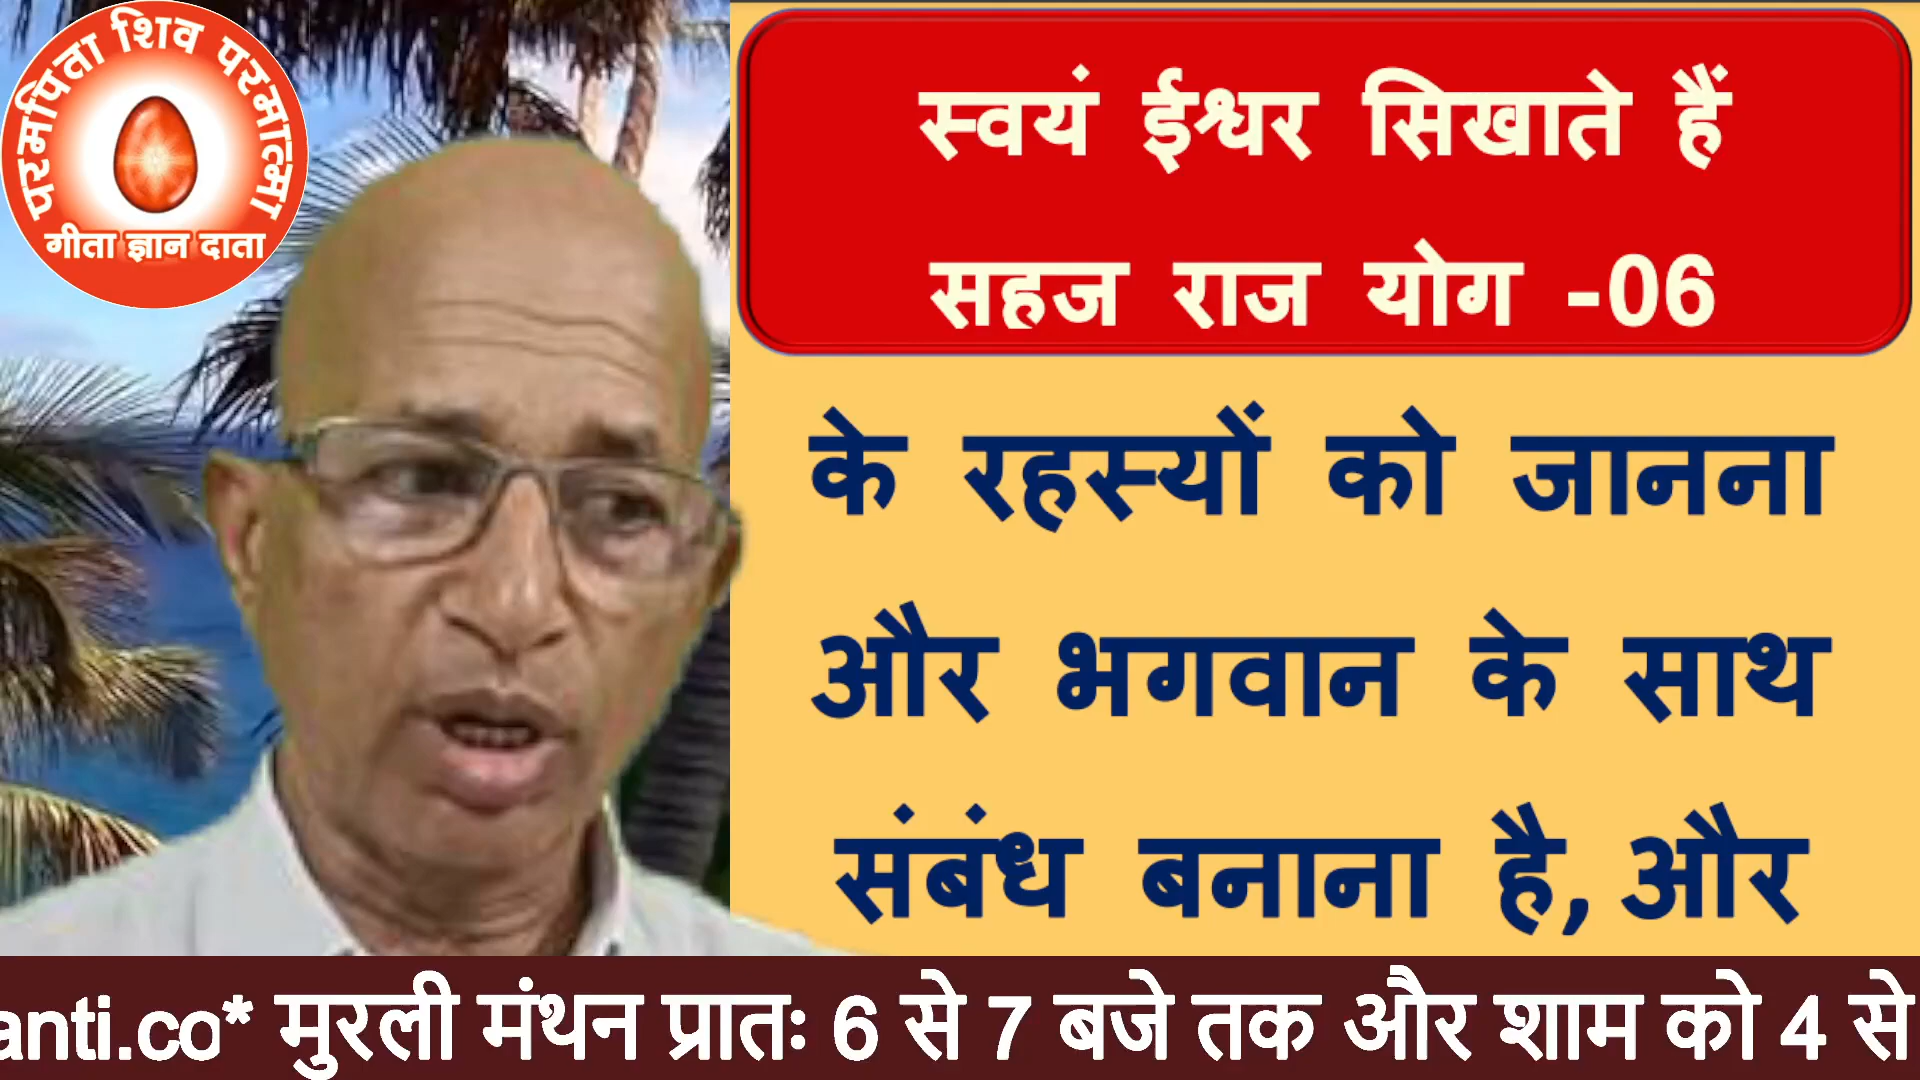 परमपिता शिव परमात्मा
गीता ज्ञान दाता
स्वयं ईश्वर सिखाते हैं
सहज राज योग -06
के रहस्यों को जानना
और भगवान के साथ
संबंध बनाना है, और
anti.co* मुरली मंथन प्रातः 6 से 7 बजे तक और शाम को 4 से